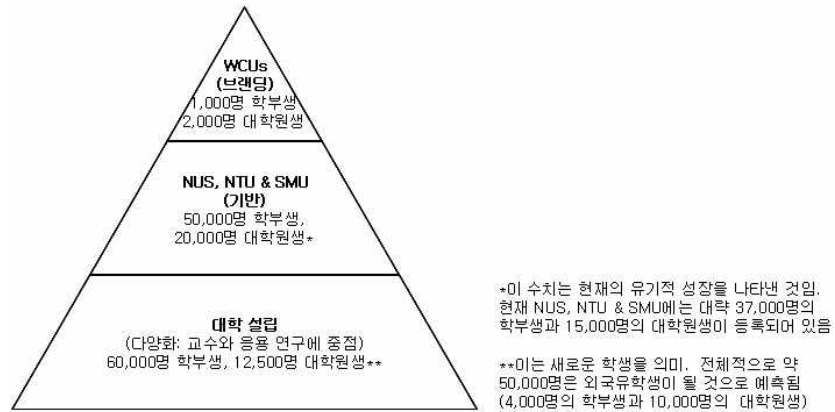 WCUs
(브랜딩)
1,000명 학부생
2,000명 대학원생
NUS, NTU & SMU
(기반)
50,000명 학부생,
20,000명 대학원생*
대학 설립
(다양화: 교수와 응용 연구에 중점)
60,000명 학부생, 12,500명 대학원생**
*이 수치는 현재의 유기적 성장을 나타낸 것임.
현재 NUS, NTU & SMU에는 대략 37,000명의
학부생과 15,000명의 대학원생이 등록되어 있음
**이는 새로운 학생을 의미. 전체적으로 약
50,000명은 외국유학생이 될 것으로 예측됨
(4,000명의 학부생과 10,000명의 대학원생)